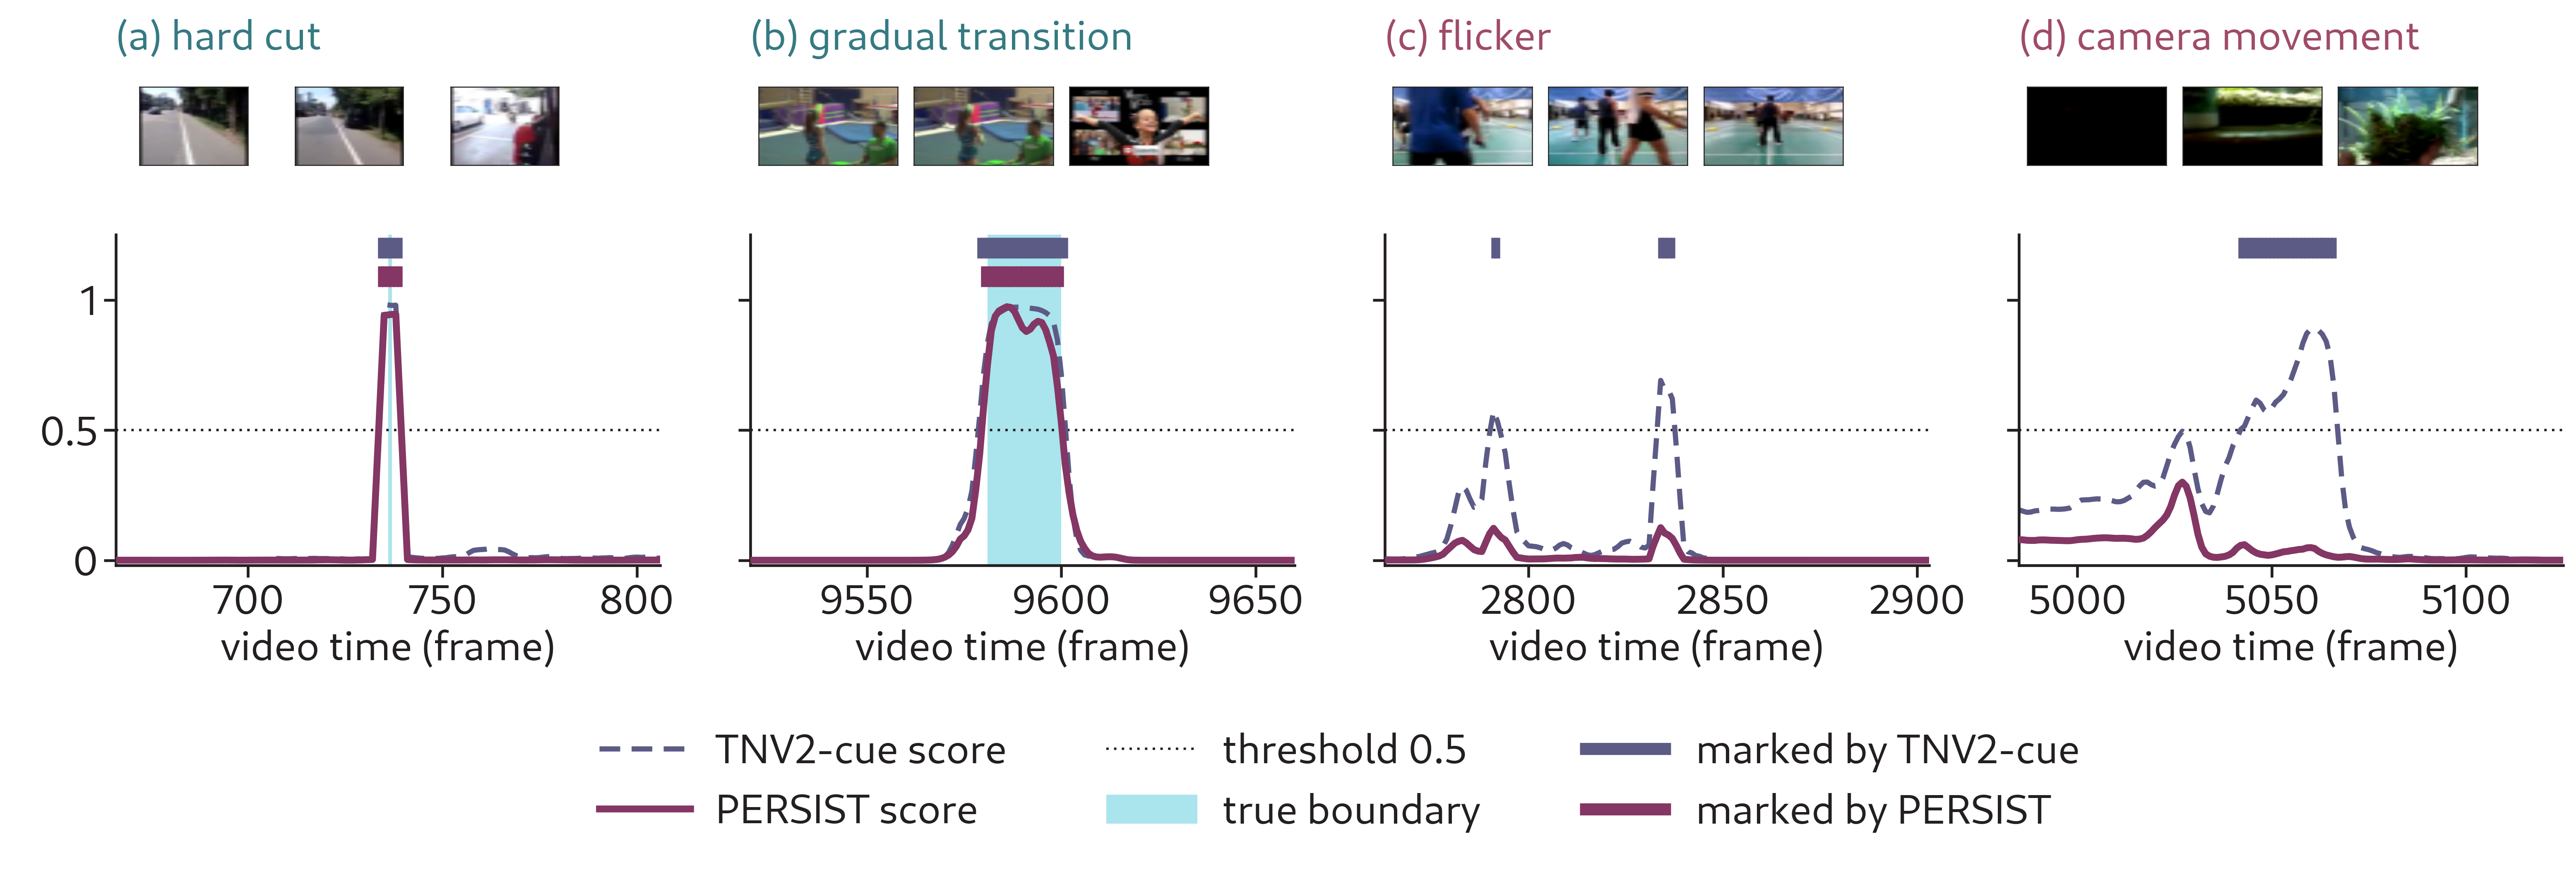 (a) hard cut
(b) gradual transition
(c) flicker
(d) camera movement
1
0.5
0
700 750 800
9550 9600 9650
2800 2850 2900
5000 5050 5100
video time (frame)
video time (frame)
video time (frame)
video time (frame)
TNV2-cue score
threshold 0.5
marked by TNV2-cue
PERSIST score
true boundary
marked by PERSIST